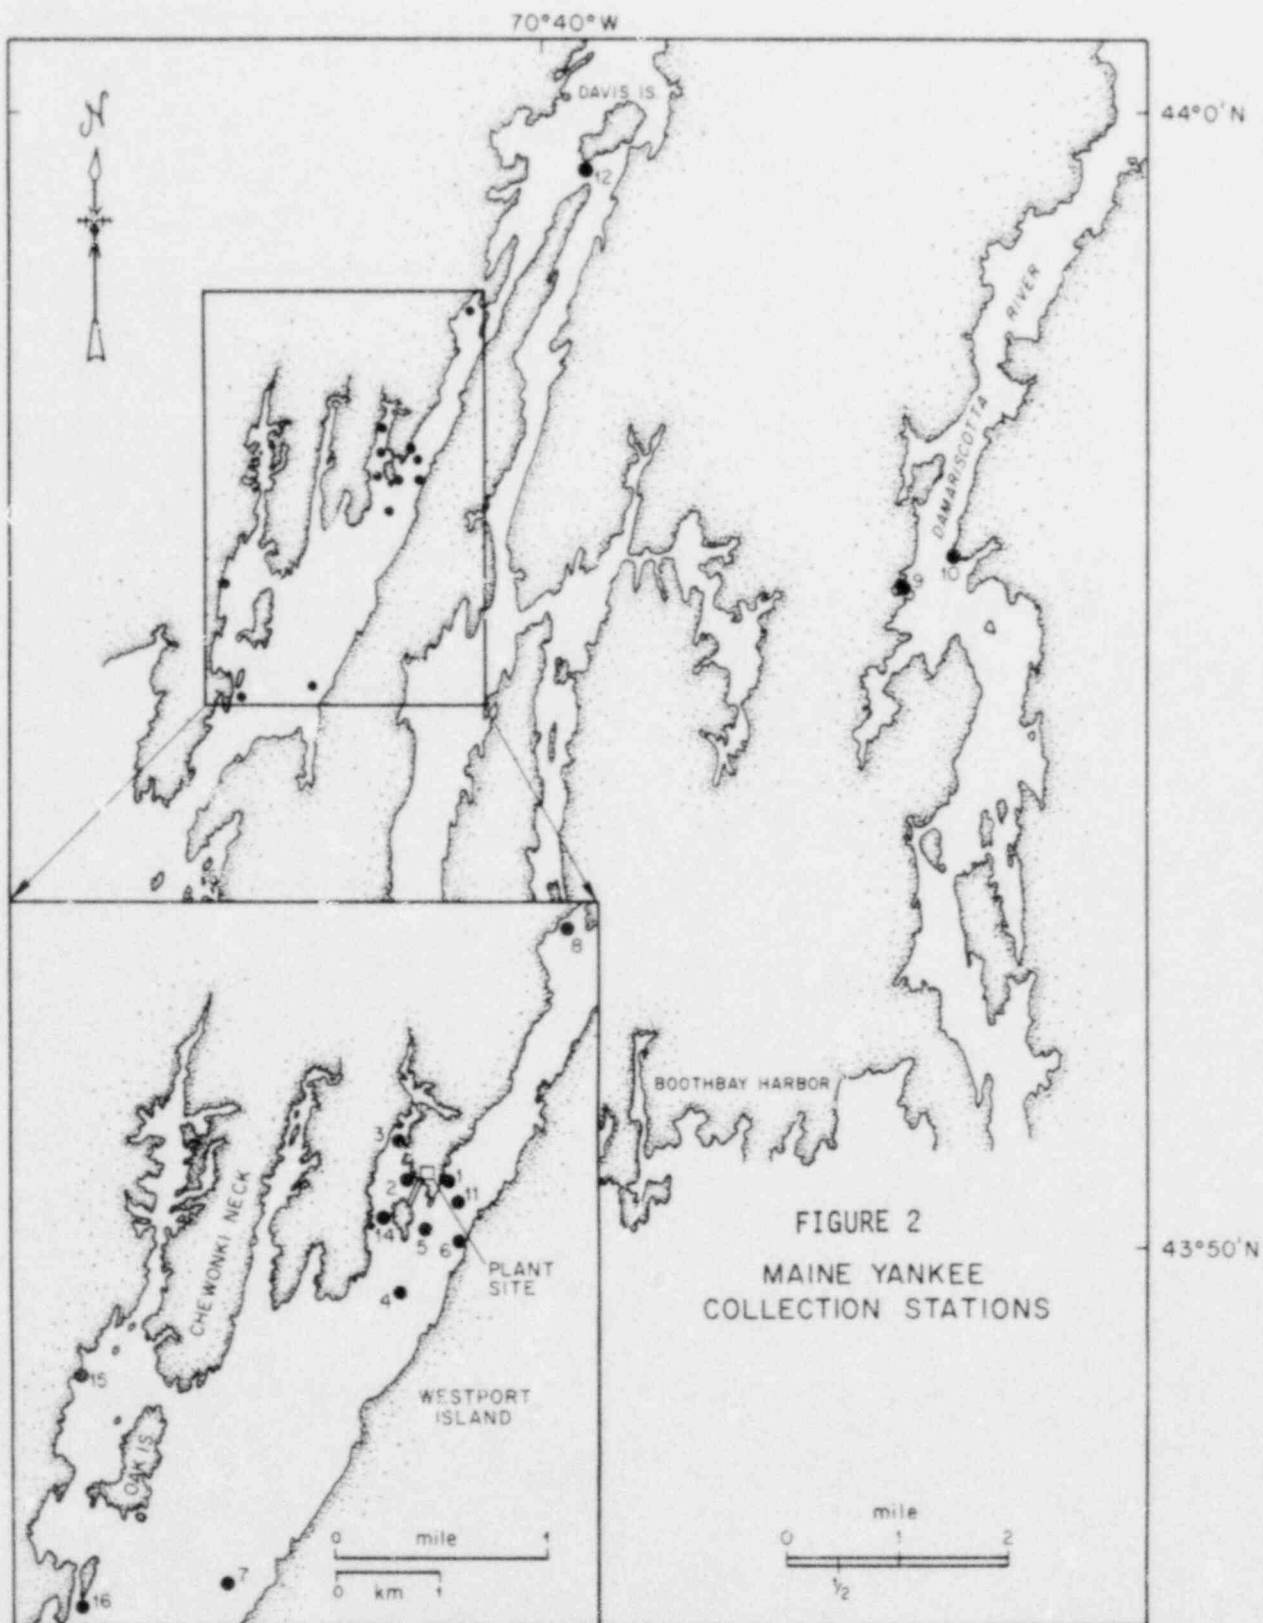 70°40°W
N
DAVIS IS.
44°0'N
12
RIVER
DAMARISCOTTA
10
9
8
BOOTHBAY HARBOR
3
2
1
11
14
5
6
CHEWONKI NECK
PLANT
SITE
4
FIGURE 2
MAINE YANKEE
COLLECTION STATIONS
43°50'N
15
WESTPORT
ISLAND
OAK IS.
mile
0 1 2
1/2
0 mile 1
0 km 1
7
16